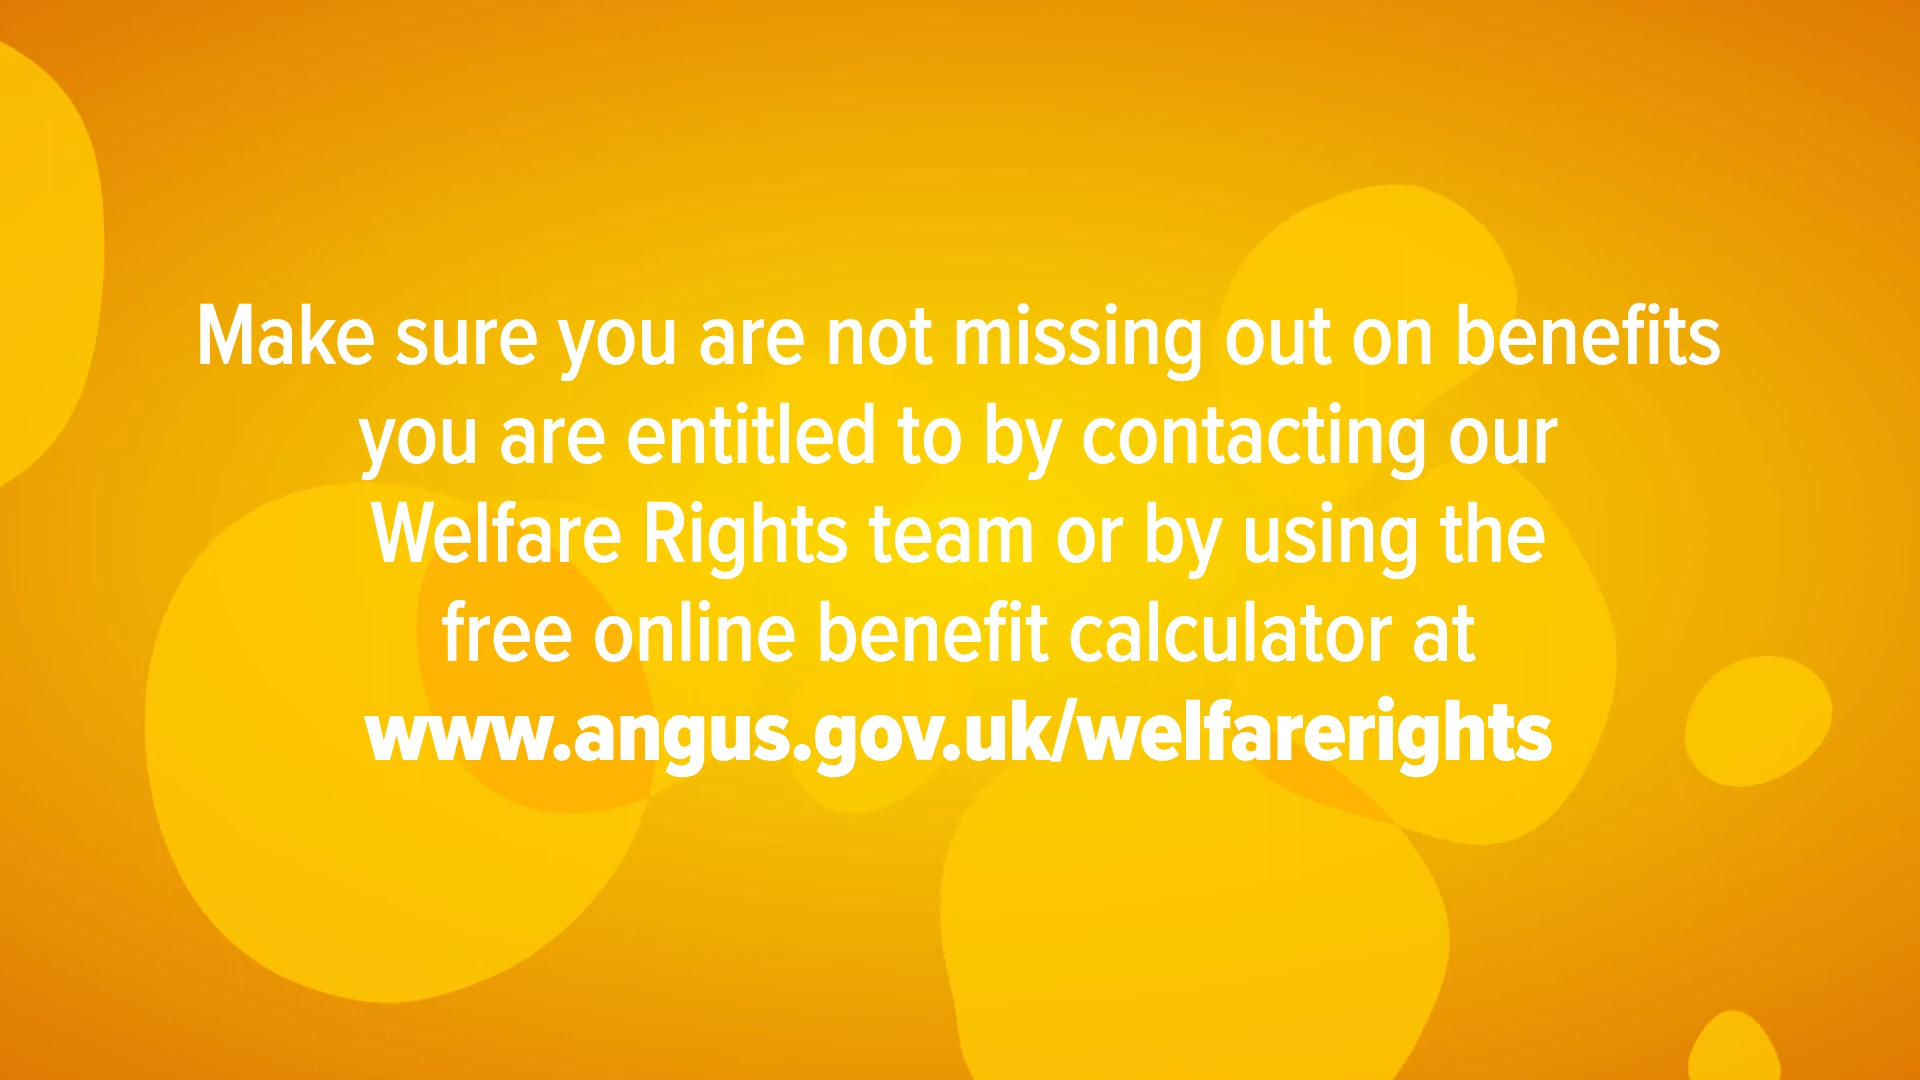 Make sure you are not missing out on benefits
you are entitled to by contacting our
Welfare Rights team or by using the
free online benefit calculator at
www.angus.gov.uk/welfarerights